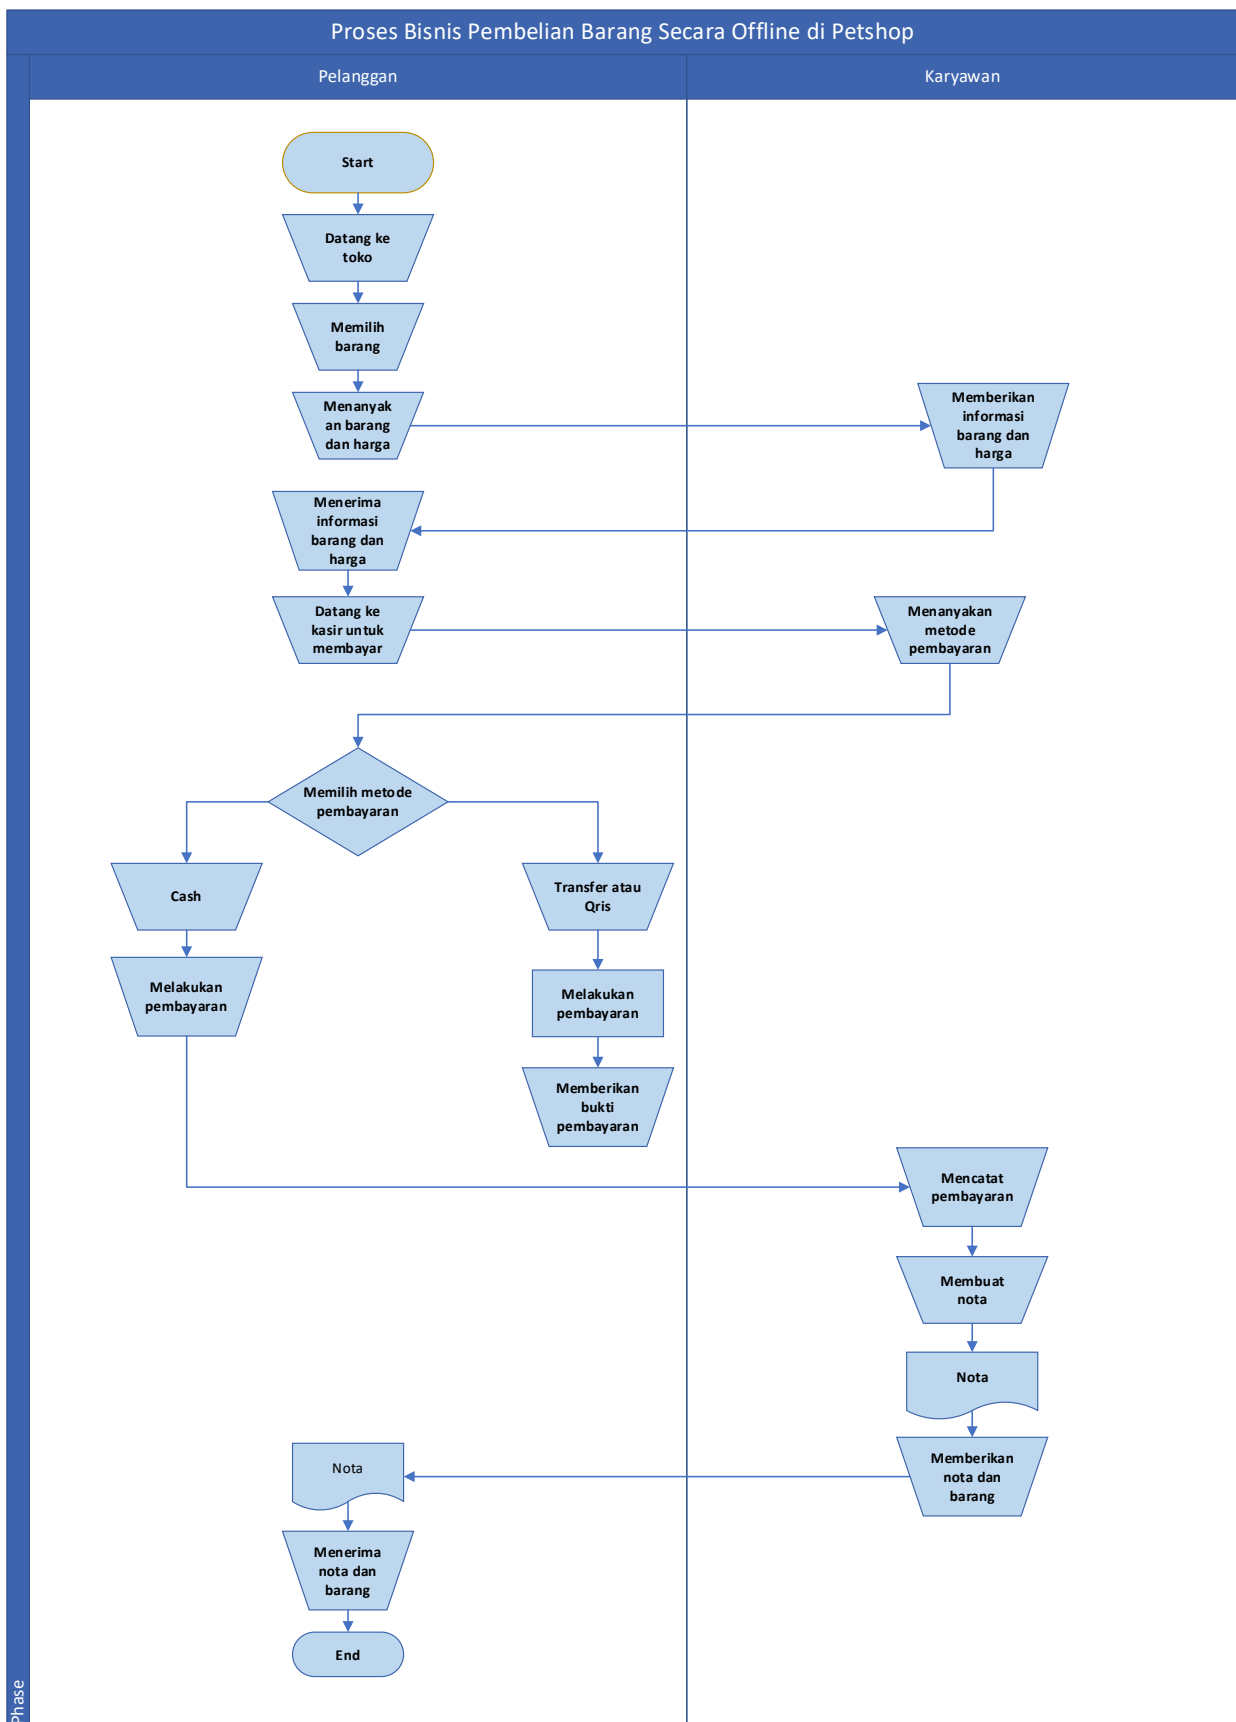 Proses Bisnis Pembelian Barang Secara Offline di Petshop
Pelanggan
Karyawan
Start
Datang ke
toko
Memilih
barang
Menanyak
an barang
dan harga
Memberikan
informasi
barang dan
harga
Menerima
informasi
barang dan
harga
Datang ke
kasir untuk
membayar
Menanyakan
metode
pembayaran
Memilih metode
pembayaran
Cash
Transfer atau
Qris
Melakukan
pembayaran
Melakukan
pembayaran
Memberikan
bukti
pembayaran
Mencatat
pembayaran
Membuat
nota
Nota
Memberikan
nota dan
barang
Nota
Menerima
nota dan
barang
End
Phase